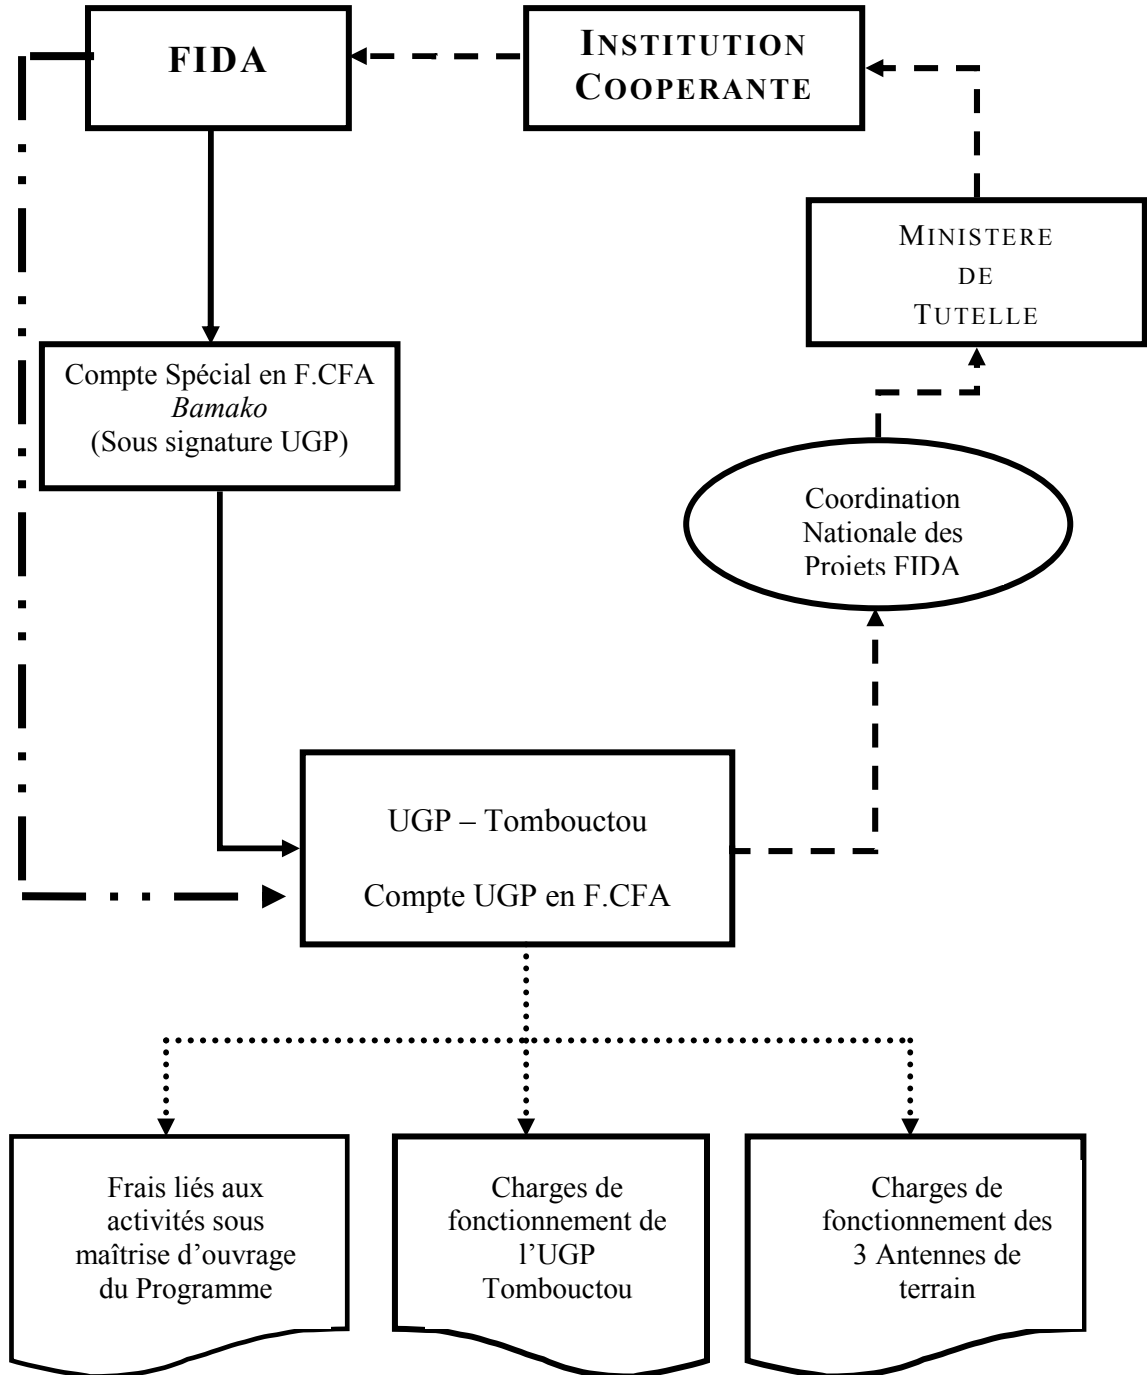 FIDA
INSTITUTION
COOPERANTE
MINISTERE
DE
TUTELLE
Compte Spécial en F.CFA
Bamako
(Sous signature UGP)
Coordination
Nationale des
Projets FIDA
UGP – Tombouctou
Compte UGP en F.CFA
Frais liés aux
activités sous
maîtrise d’ouvrage
du Programme
Charges de
fonctionnement de
l’UGP
Tombouctou
Charges de
fonctionnement des
3 Antennes de
terrain